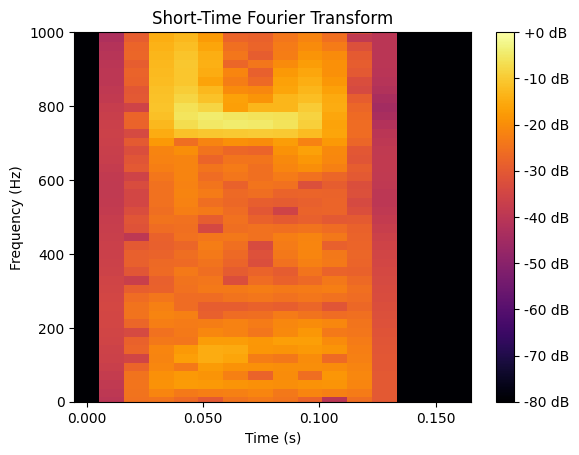 Short-Time Fourier Transform
1000
800
600
400
200
0
Frequency (Hz)
0.000
0.050
0.100
0.150
Time (s)
+0 dB
-10 dB
-20 dB
-30 dB
-40 dB
-50 dB
-60 dB
-70 dB
-80 dB